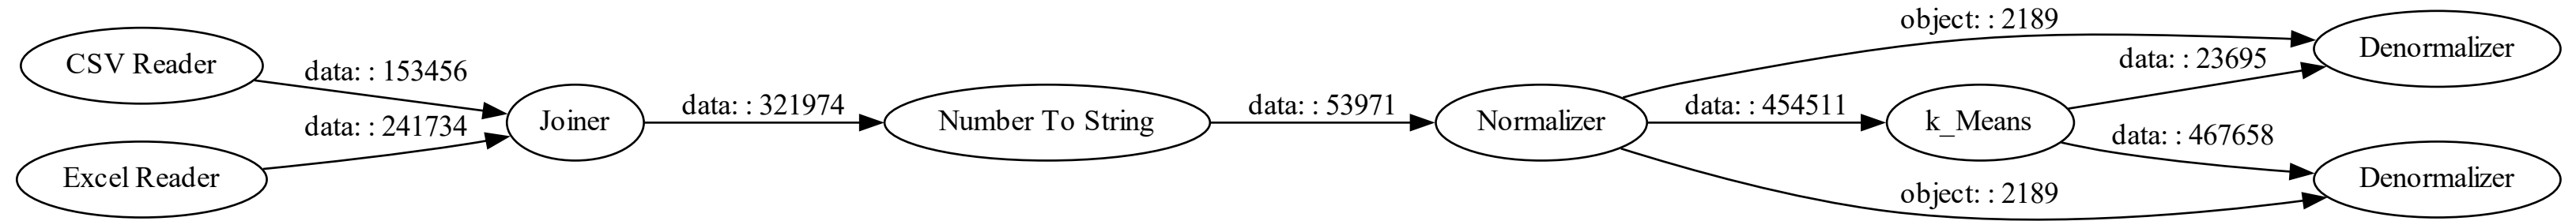 CSV Reader
data: : 153456
Excel Reader
data: : 241734
Joiner
data: : 321974
Number To String
data: : 53971
Normalizer
object: : 2189
data: : 454511
object: : 2189
k_Means
data: : 23695
data: : 467658
Denormalizer
Denormalizer